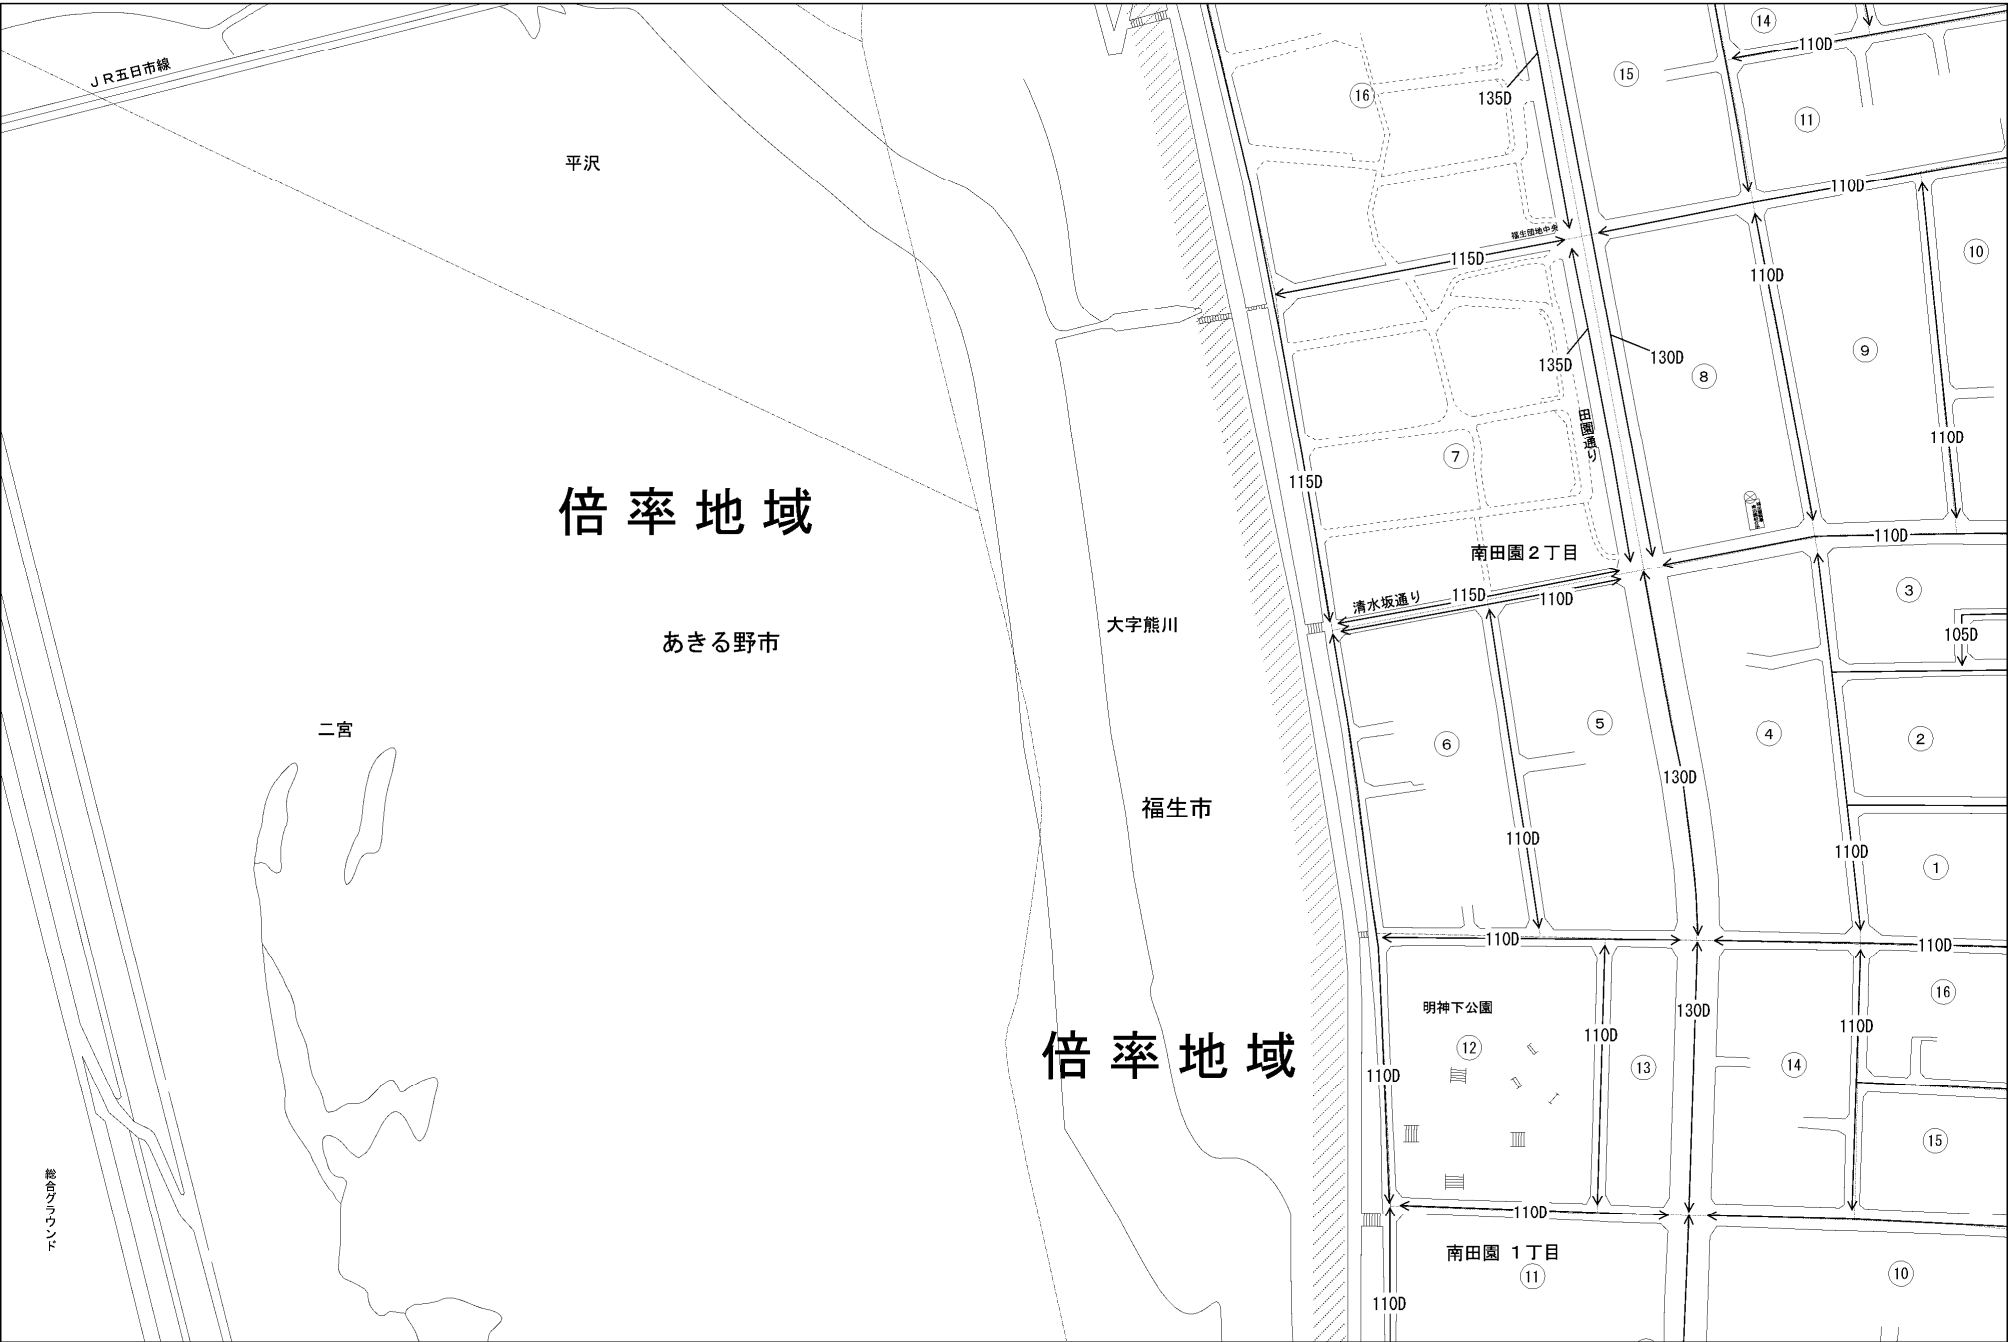 14
110D
ＪＲ五日市線
15
16
135D
11
平沢
110D
福生団地中央
10
115D
110D
9
130D
135D
8
田園通り
110D
7
115D
倍率地域
110D
南田園２丁目
3
115D
110D
清水坂通り
大字熊川
105D
あきる野市
5
二宮
4
2
6
130D
福生市
110D
110D
1
110D
110D
16
明神下公園
130D
110D
110D
12
倍率地域
14
13
110D
15
総合グラウンド
110D
南田園 １丁目
11
10
110D